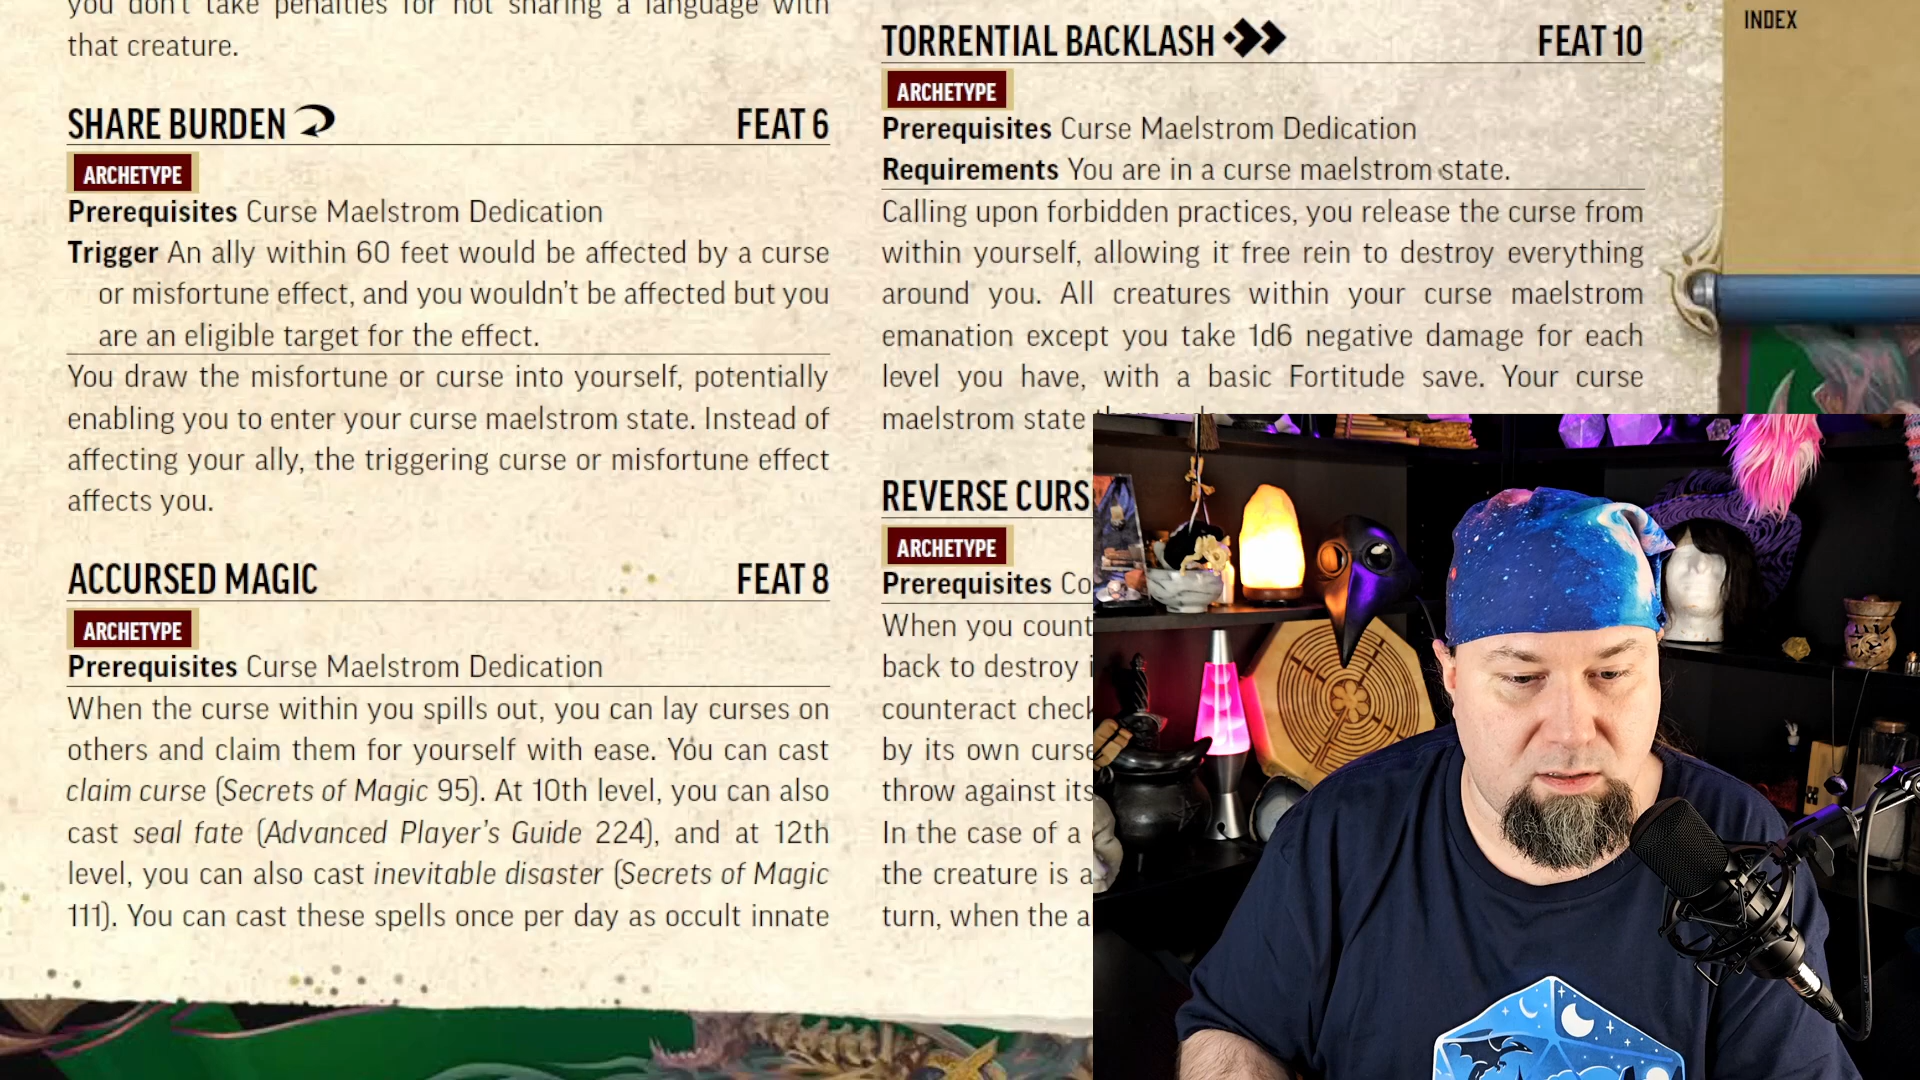 you don't take penalties for not sharing a language with
that creature.
SHARE BURDEN FEAT 6
ARCHETYPE
Prerequisites Curse Maelstrom Dedication
Trigger An ally within 60 feet would be affected by a curse
or misfortune effect, and you wouldn't be affected but you
are an eligible target for the effect.
You draw the misfortune or curse into yourself, potentially
enabling you to enter your curse maelstrom state. Instead of
affecting your ally, the triggering curse or misfortune effect
affects you.
ACCURSED MAGIC FEAT 8
ARCHETYPE
Prerequisites Curse Maelstrom Dedication
When the curse within you spills out, you can lay curses on
others and claim them for yourself with ease. You can cast
claim curse (Secrets of Magic 95). At 10th level, you can also
cast seal fate (Advanced Player's Guide 224), and at 12th
level, you can also cast inevitable disaster (Secrets of Magic
111). You can cast these spells once per day as occult innate
TORRENTIAL BACKLASH FEAT 10
ARCHETYPE
Prerequisites Curse Maelstrom Dedication
Requirements You are in a curse maelstrom state.
Calling upon forbidden practices, you release the curse from
within yourself, allowing it free rein to destroy everything
around you. All creatures within your curse maelstrom
emanation except you take 1d6 negative damage for each
level you have, with a basic Fortitude save. Your curse
maelstrom state
REVERSE CURS
ARCHETYPE
Prerequisites Co
When you count
back to destroy
counteract check
by its own curse
throw against its
In the case of a
the creature is a
turn, when the a
INDEX